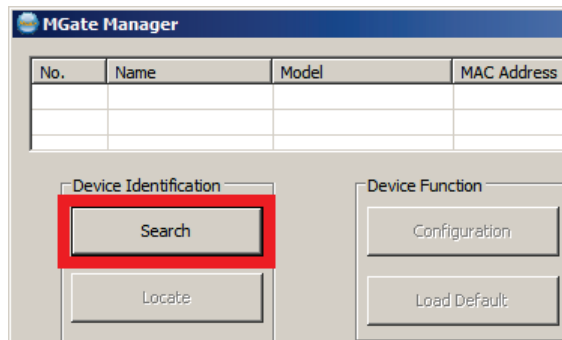 MGate Manager
No. Name Model MAC Address
Device Identification Device Function
Search Configuration
Locate Load Default